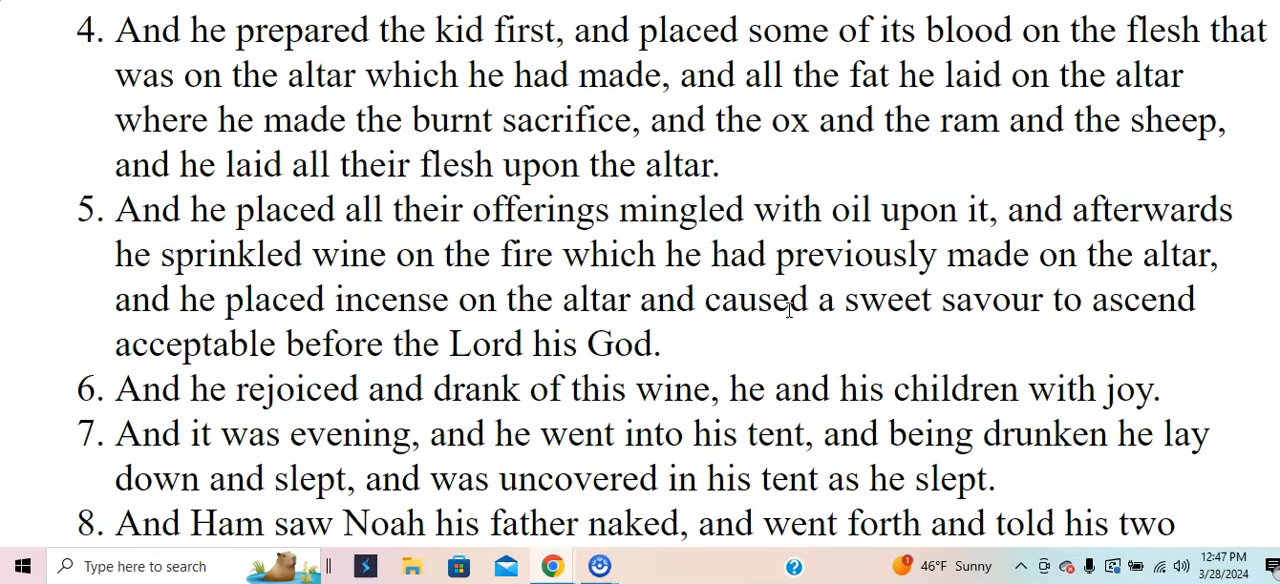 4. And he prepared the kid first, and placed some of its blood on the flesh that
was on the altar which he had made, and all the fat he laid on the altar
where he made the burnt sacrifice, and the ox and the ram and the sheep,
and he laid all their flesh upon the altar.
5. And he placed all their offerings mingled with oil upon it, and afterwards
he sprinkled wine on the fire which he had previously made on the altar,
and he placed incense on the altar and caused a sweet savour to ascend
acceptable before the Lord his God.
6. And he rejoiced and drank of this wine, he and his children with joy.
7. And it was evening, and he went into his tent, and being drunken he lay
down and slept, and was uncovered in his tent as he slept.
8. And Ham saw Noah his father naked, and went forth and told his two
Type here to search
46°F Sunny
12:47 PM
3/28/2024